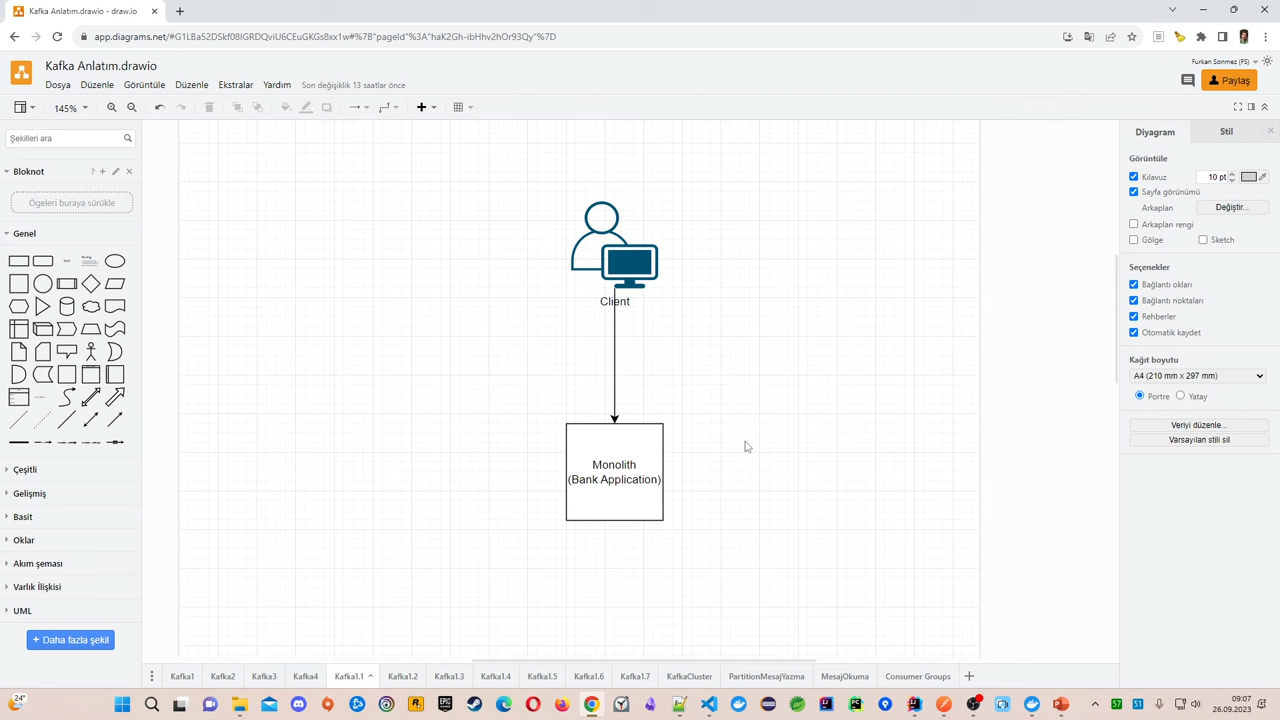 Kafka Anlatım.drawio - draw.io
app.diagrams.net/#G1LBa52DSkf08IGRDQviU6CEuGKGs8xx1w#%7B"pageId"%3A"haK2Gh-ibHhv2hOr93Qy"%7D
Kafka Anlatım.drawio
Furkan Sonmez (FS)
Dosya Düzenle Görüntüle Düzenle Ekstralar Yardım Son değişiklik 13 saatlar önce
Paylaş
145%
Şekilleri ara
Diyagram Stil
Bloknot
Görüntüle
Kılavuz 10 pt
Sayfa görünümü
Ögeleri buraya sürükle
Arkaplan Değiştir...
Arkaplan rengi
Genel
Gölge Sketch
Text
Heading
Seçenekler
Bağlantı okları
Bağlantı noktaları
Rehberler
Otomatik kaydet
Client
Kağıt boyutu
A4 (210 mm x 297 mm)
Portre Yatay
Veriyi düzenle...
Varsayılan stili sil
Monolith
(Bank Application)
Çeşitli
Gelişmiş
Basit
Oklar
Akım şeması
Varlık İlişkisi
UML
+ Daha fazla şekil
Kafka1 Kafka2 Kafka3 Kafka4 Kafka1.1 Kafka1.2 Kafka1.3 Kafka1.4 Kafka1.5 Kafka1.6 Kafka1.7 KafkaCluster PartitionMesajYazma MesajOkuma Consumer Groups
24°
09:07
26.09.2023